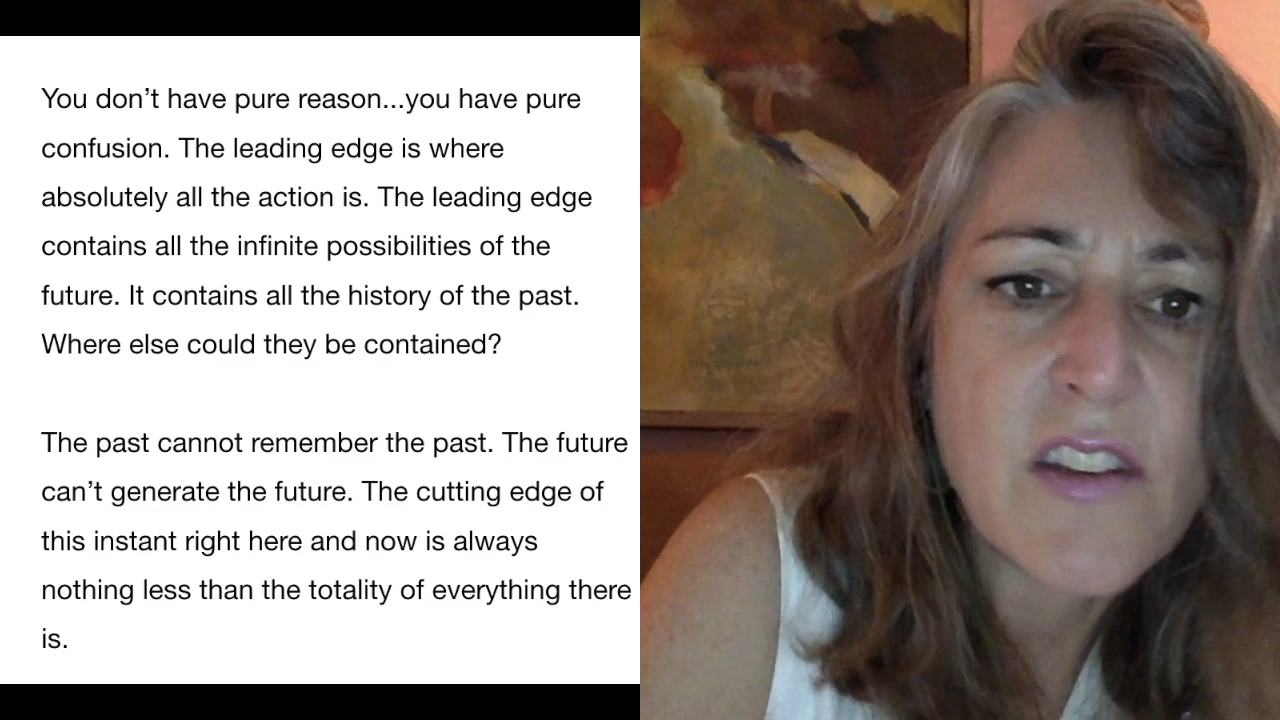 You don’t have pure reason...you have pure
confusion. The leading edge is where
absolutely all the action is. The leading edge
contains all the infinite possibilities of the
future. It contains all the history of the past.
Where else could they be contained?
The past cannot remember the past. The future
can’t generate the future. The cutting edge of
this instant right here and now is always
nothing less than the totality of everything there
is.